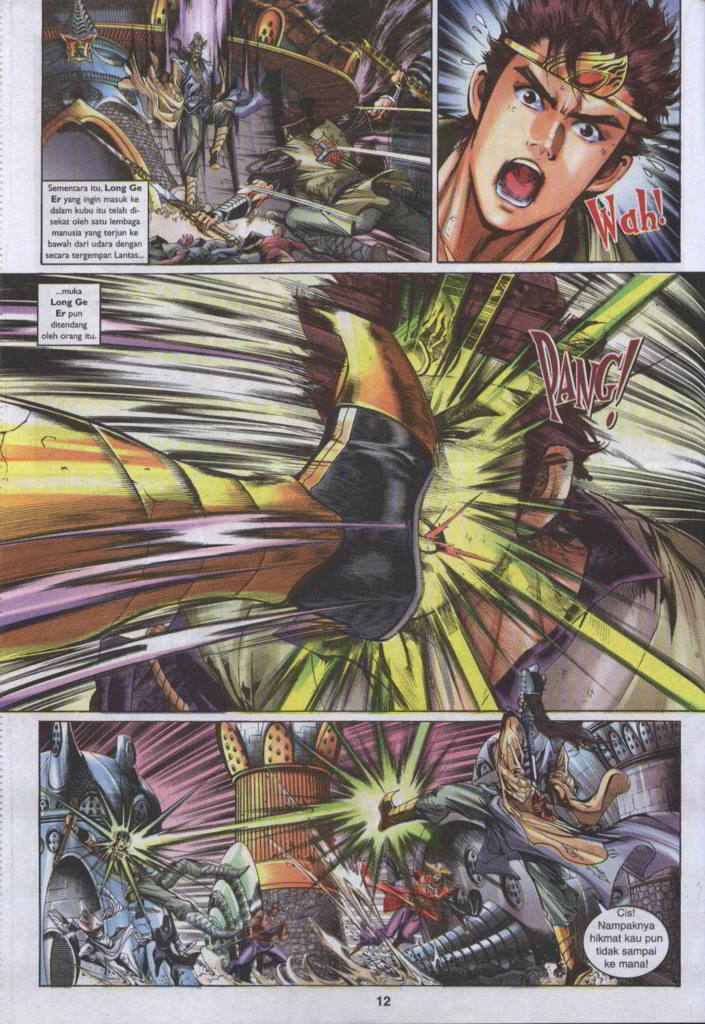 Sementara itu, Long Ge
Er yang ingin masuk ke
dalam kubu itu telah di-
sekat oleh satu lembaga
manusia yang terjun ke
bawah dari udara dengan
secara tergempar. Lantas...
Wah!
...muka
Long Ge
Er pun
ditendang
oleh orang itu.
PANG!
Cis!
Nampaknya
hikmat kau pun
tidak sampai
ke mana!
12